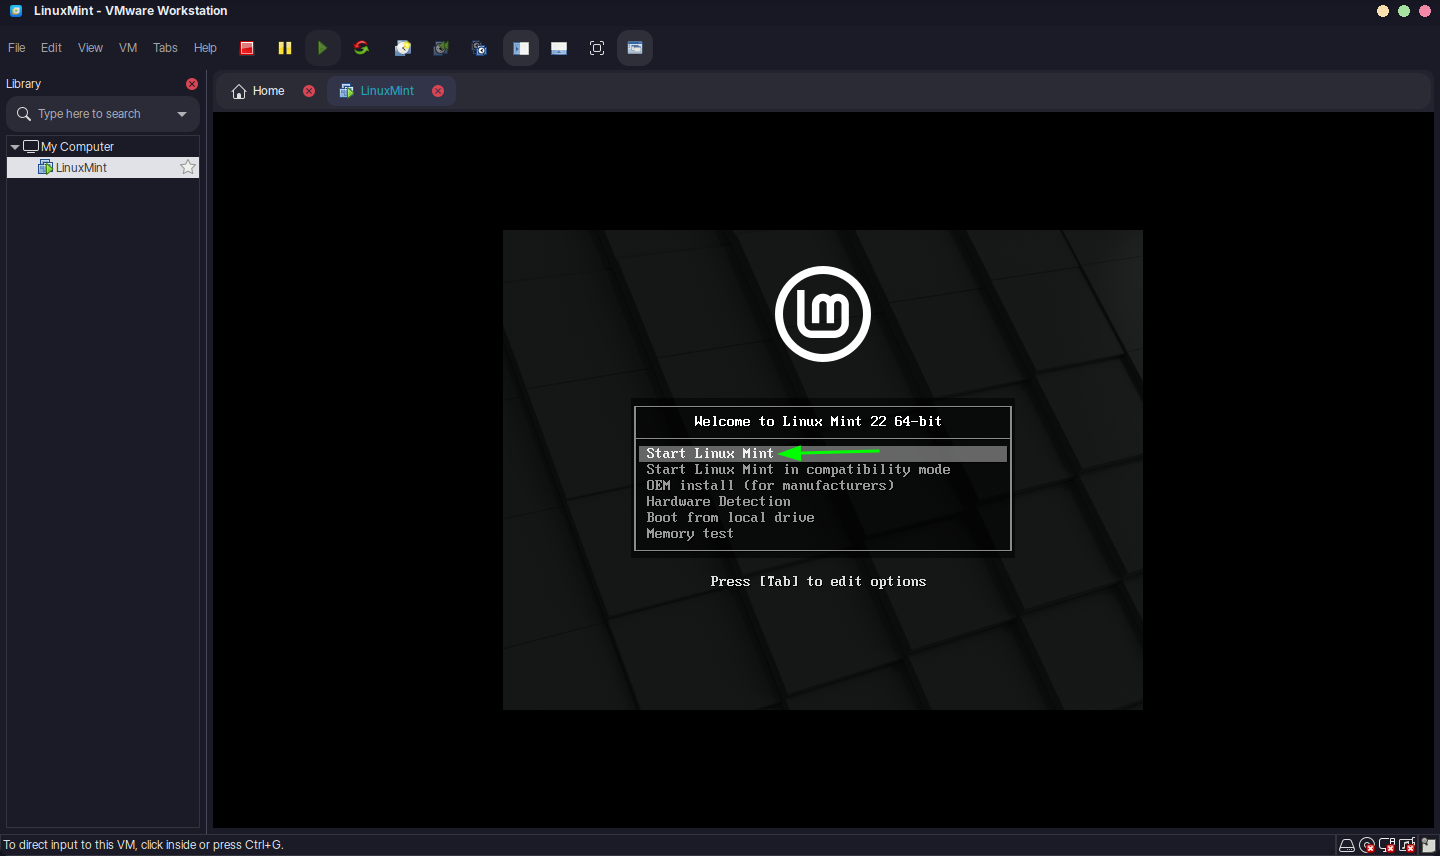 LinuxMint - VMware Workstation
File Edit View VM Tabs Help
Library
Type here to search
My Computer
LinuxMint
Home
LinuxMint
lm
Welcome to Linux Mint 22 64-bit
Start Linux Mint
Start Linux Mint in compatibility mode
OEM install (for manufacturers)
Hardware Detection
Boot from local drive
Memory test
Press [Tab] to edit options
To direct input to this VM, click inside or press Ctrl+G.